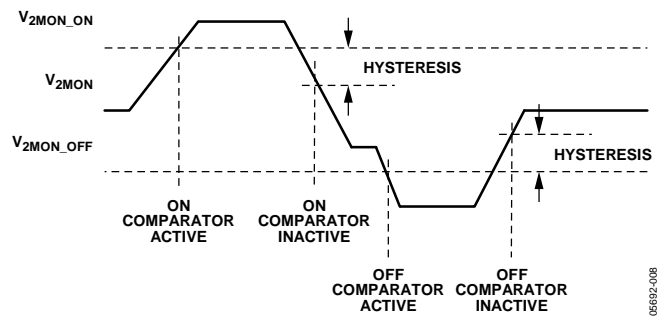 V2MON_ON
HYSTERESIS
V2MON
V2MON_OFF
HYSTERESIS
ON
COMPARATOR
ACTIVE
ON
COMPARATOR
INACTIVE
OFF
COMPARATOR
ACTIVE
OFF
COMPARATOR
INACTIVE
05692-008